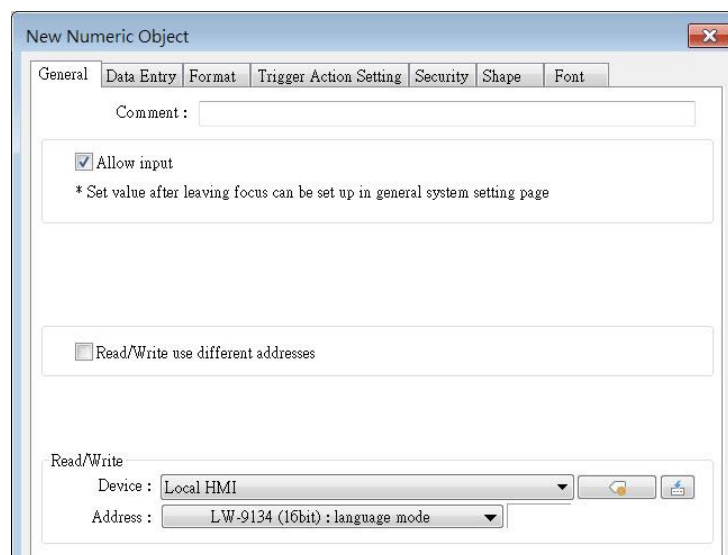 New Numeric Object
General Data Entry Format Trigger Action Setting Security Shape Font
Comment :
Allow input
* Set value after leaving focus can be set up in general system setting page
Read/Write use different addresses
Read/Write
Device : Local HMI
Address : LW-9134 (16bit) : language mode